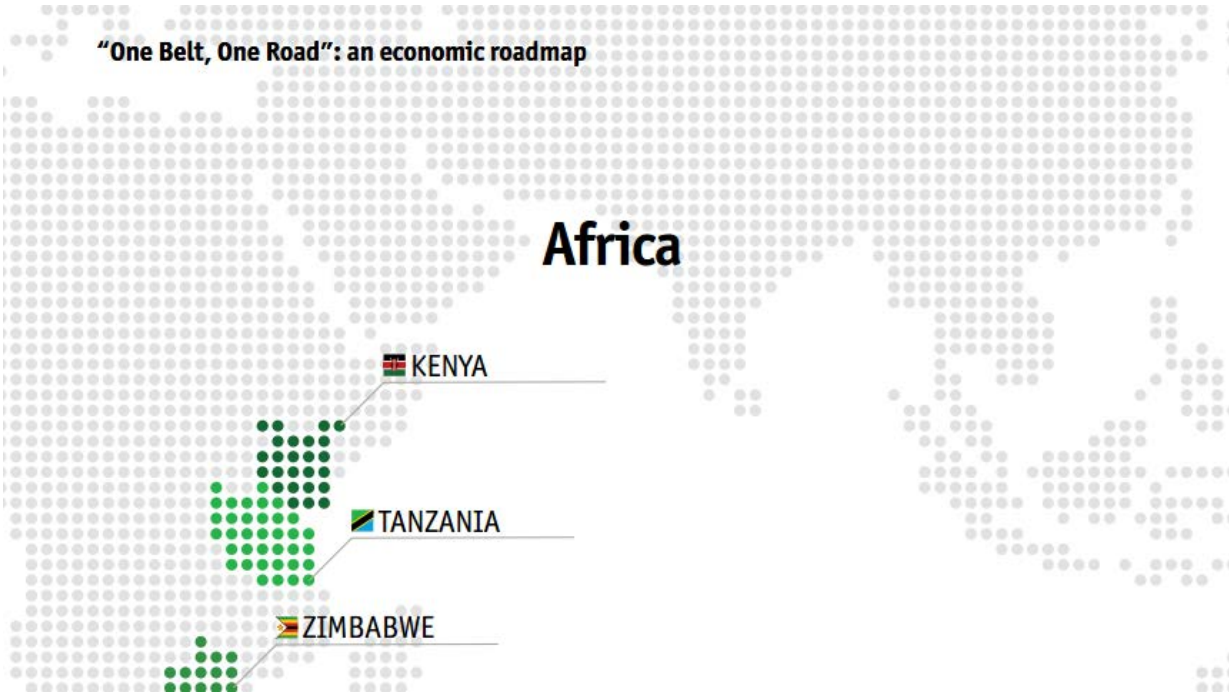 “One Belt, One Road”: an economic roadmap
Africa
KENYA
TANZANIA
ZIMBABWE